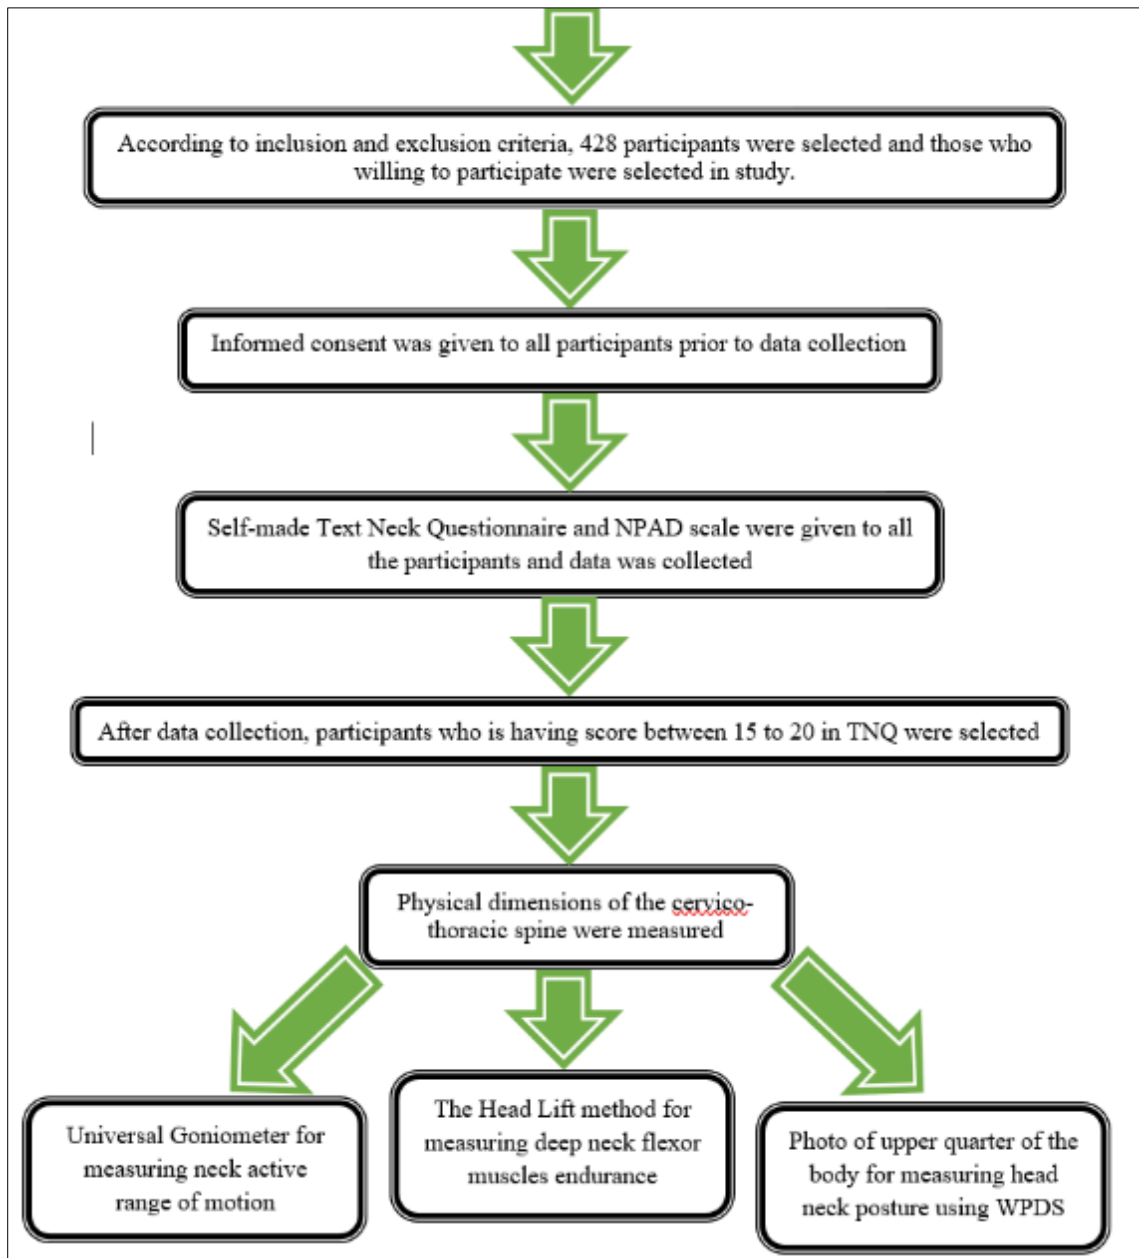 According to inclusion and exclusion criteria, 428 participants were selected and those who
willing to participate were selected in study.
Informed consent was given to all participants prior to data collection
Self-made Text Neck Questionnaire and NPAD scale were given to all
the participants and data was collected
After data collection, participants who is having score between 15 to 20 in TNQ were selected
Physical dimensions of the cervico-
thoracic spine were measured
Universal Goniometer for
measuring neck active
range of motion
The Head Lift method for
measuring deep neck flexor
muscles endurance
Photo of upper quarter of the
body for measuring head
neck posture using WPDS